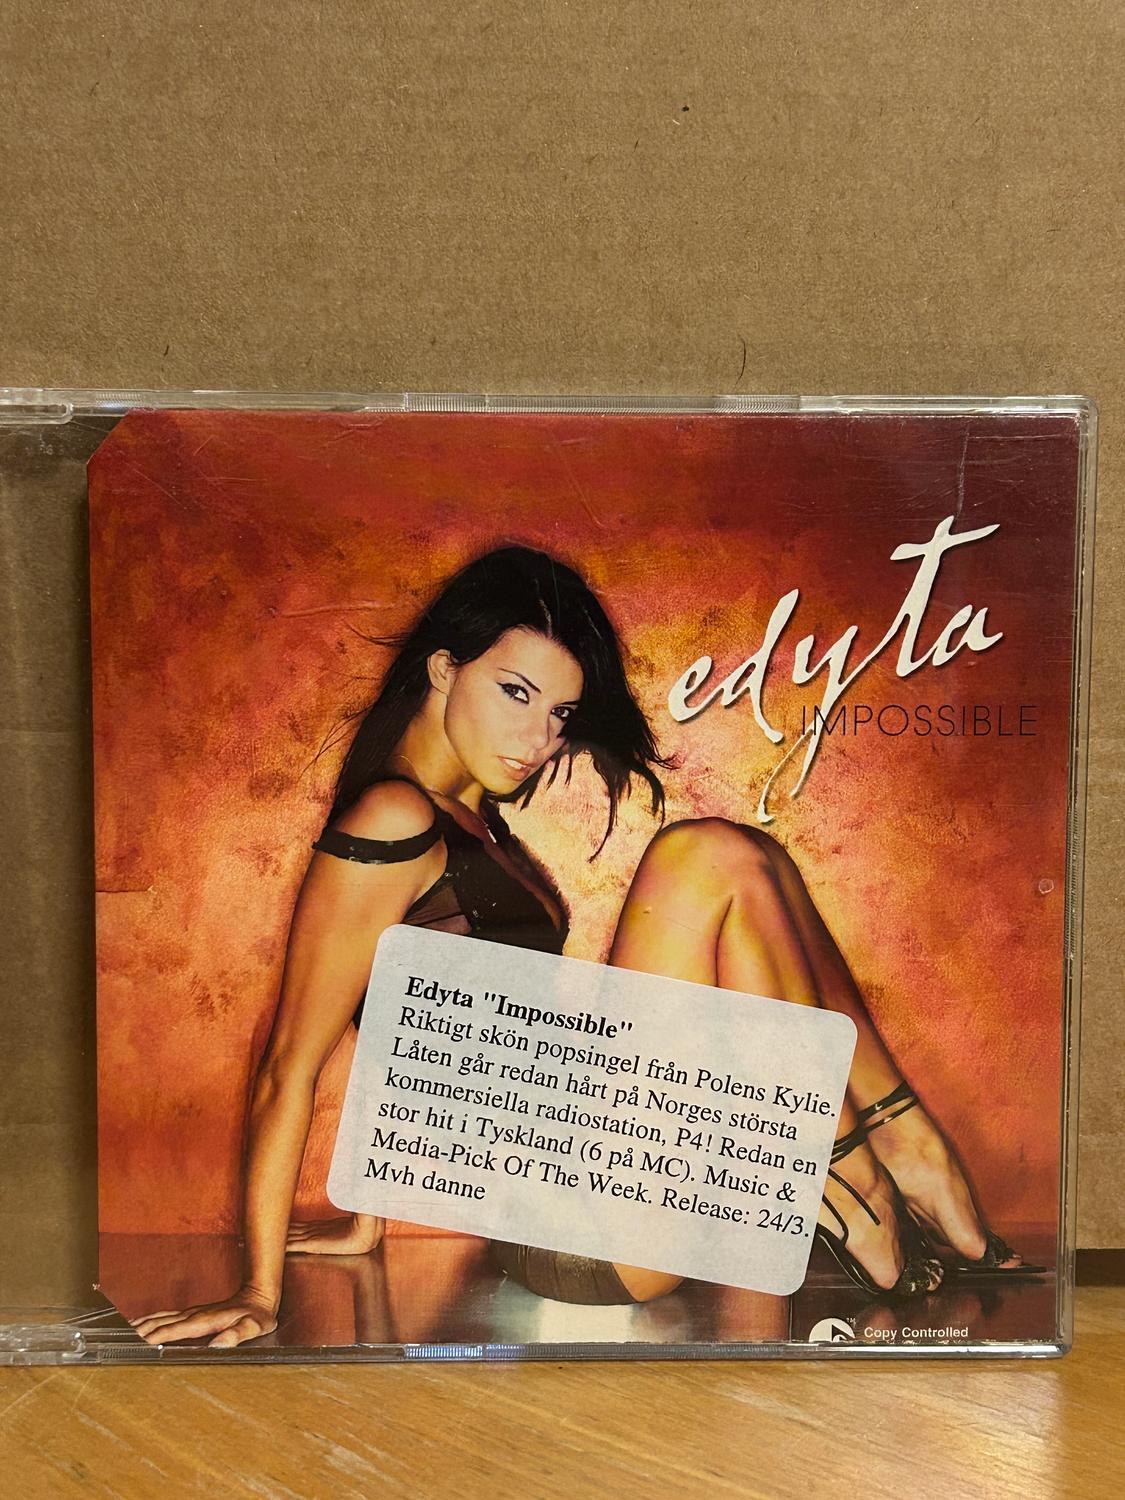 edyta
IMPOSSIBLE
Edyta "Impossible"
Riktigt skön popsingel från Polens Kylie.
Låten går redan hårt på Norges största
kommersiella radiostation, P4! Redan en
stor hit i Tyskland (6 på MC). Music &
Media-Pick Of The Week. Release: 24/3.
Mvh danne
™
Copy Controlled